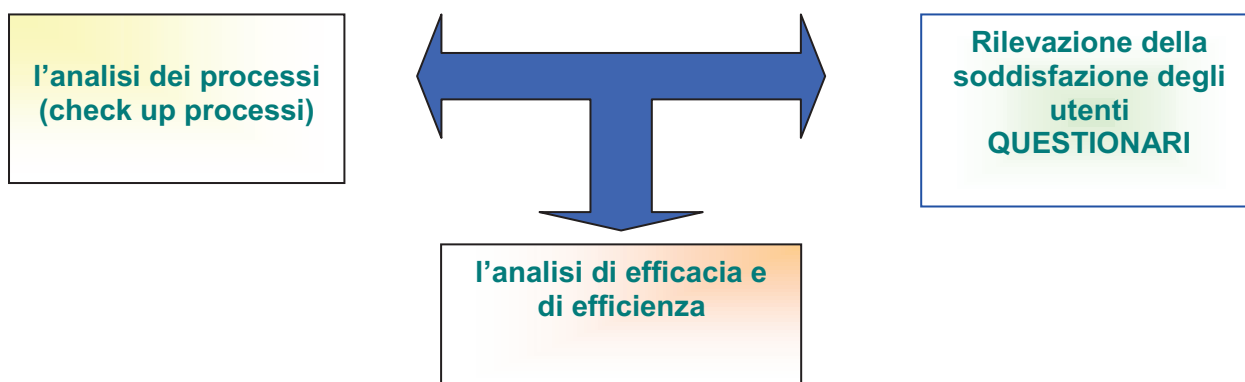 l’analisi dei processi
(check up processi)
Rilevazione della
soddisfazione degli
utenti
QUESTIONARI
l’analisi di efficacia e
di efficienza